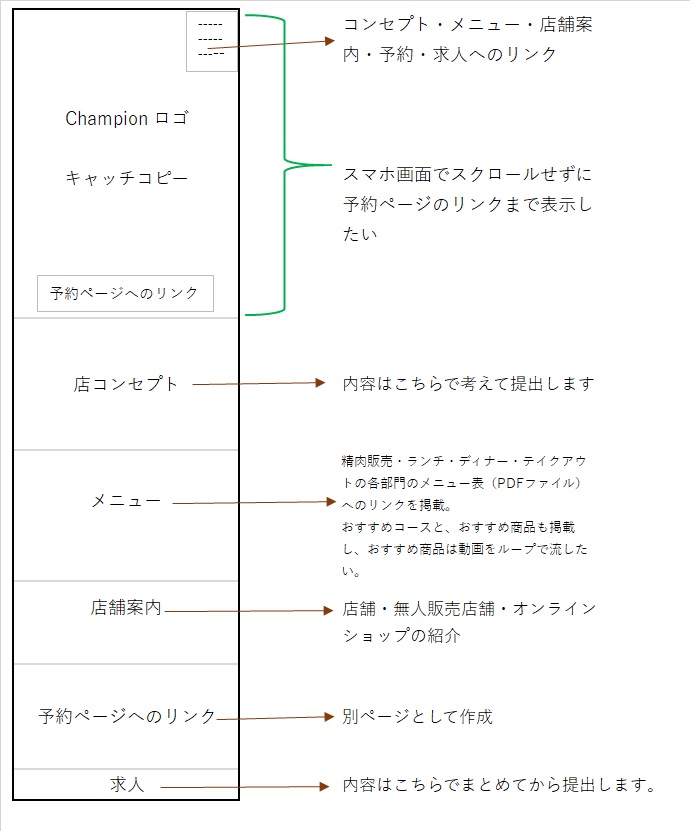 コンセプト・メニュー・店舗案
内・予約・求人へのリンク
Champion ロゴ
キャッチコピー
スマホ画面でスクロールせずに
予約ページのリンクまで表示し
たい
予約ページへのリンク
店コンセプト
内容はこちらで考えて提出します
メニュー
精肉販売・ランチ・ディナー・テイクアウ
トの各部門のメニュー表（PDFファイル）
へのリンクを掲載。
おすすめコースと、おすすめ商品も掲載
し、おすすめ商品は動画をループで流した
い。
店舗案内
店舗・無人販売店舗・オンライン
ショップの紹介
予約ページへのリンク
別ページとして作成
求人
内容はこちらでまとめてから提出します。